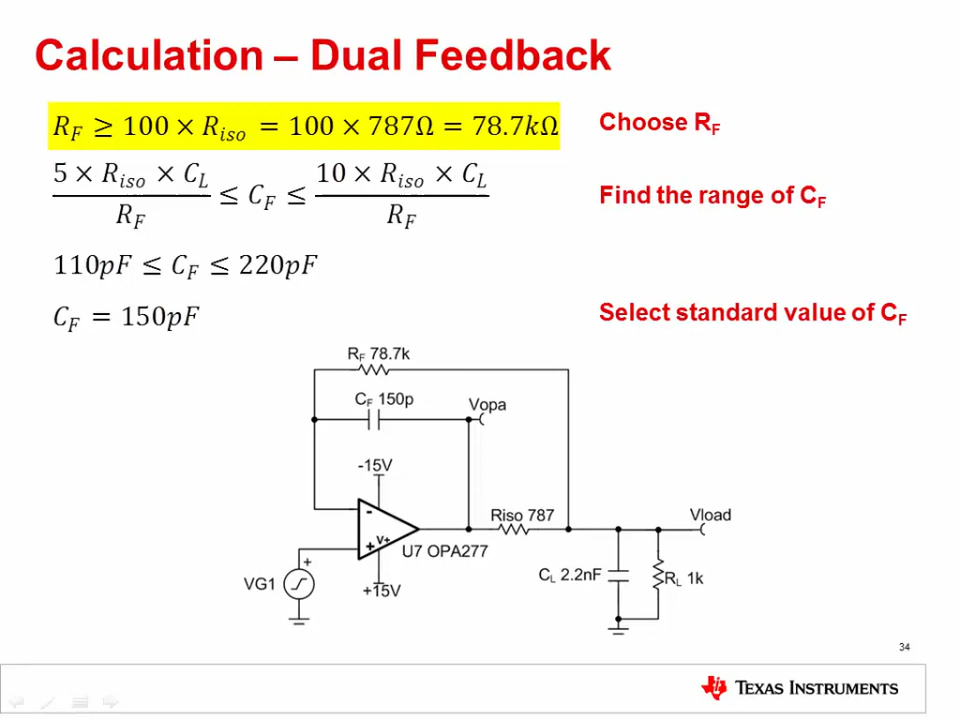 Calculation – Dual Feedback
R_F ≥ 100 × R_iso = 100 × 787Ω = 78.7kΩ
Choose R_F
5 × R_iso × C_L / R_F ≤ C_F ≤ 10 × R_iso × C_L / R_F
Find the range of C_F
110pF ≤ C_F ≤ 220pF
C_F = 150pF
Select standard value of C_F
R_F 78.7k
C_F 150p
Vopa
-15V
-
Riso 787
Vload
+ V+
U7 OPA277
+
VG1
+15V
C_L 2.2nF
R_L 1k
34
TEXAS INSTRUMENTS